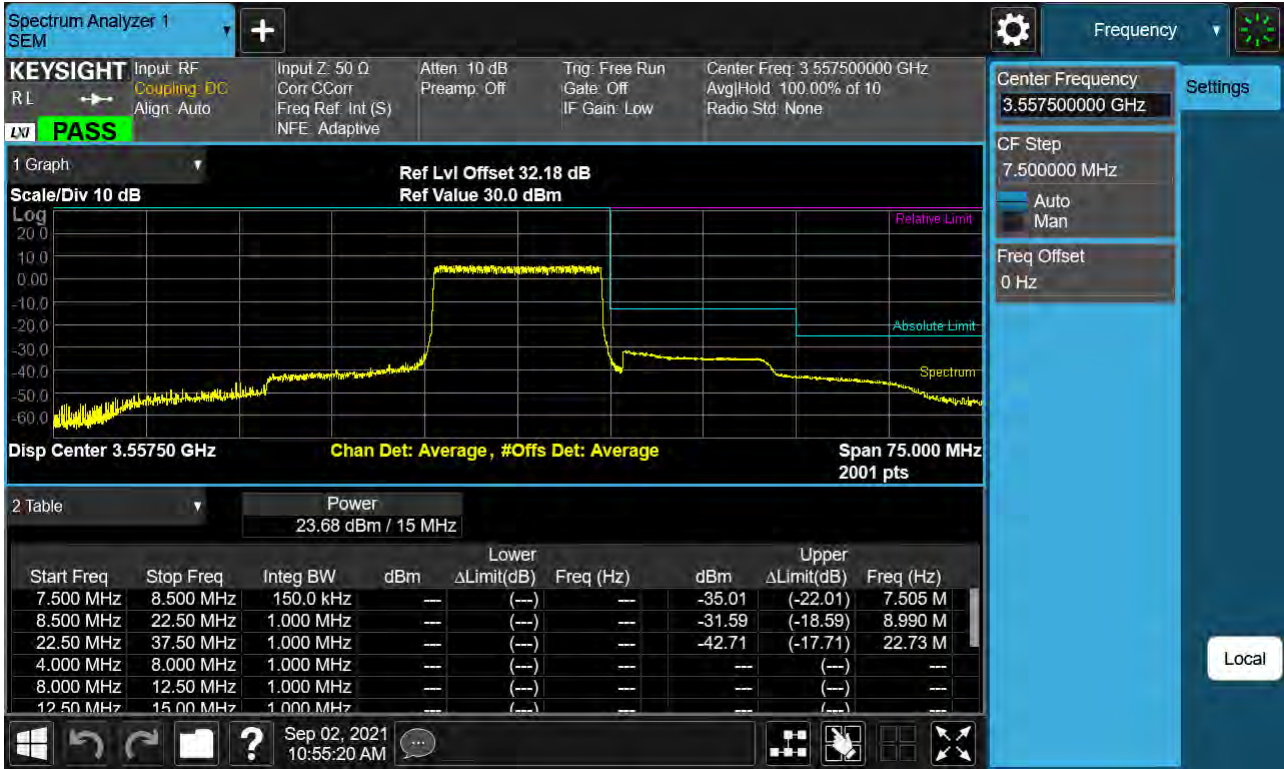 Spectrum Analyzer 1
SEM
+
Frequency
KEYSIGHT
R L
LXI PASS
Input: RF
Coupling: DC
Align: Auto
Input Z: 50 Ω
Corr CCorr
Freq Ref: Int (S)
NFE: Adaptive
Atten: 10 dB
Preamp: Off
Trig: Free Run
Gate: Off
IF Gain: Low
Center Freq: 3.557500000 GHz
Avg|Hold: 100.00% of 10
Radio Std: None
Center Frequency
3.557500000 GHz
Settings
CF Step
7.500000 MHz
Auto
Man
Freq Offset
0 Hz
1 Graph
Ref Lvl Offset 32.18 dB
Scale/Div 10 dB
Ref Value 30.0 dBm
Log
Relative Limit
20.0
10.0
0.00
-10.0
-20.0
Absolute Limit
-30.0
-40.0
Spectrum
-50.0
-60.0
Disp Center 3.55750 GHz
Chan Det: Average, #Offs Det: Average
Span 75.000 MHz
2001 pts
2 Table
Power
23.68 dBm / 15 MHz
Lower Upper
Start Freq Stop Freq Integ BW dBm ΔLimit(dB) Freq (Hz) dBm ΔLimit(dB) Freq (Hz)
7.500 MHz 8.500 MHz 150.0 kHz --- (---) --- -35.01 (-22.01) 7.505 M
8.500 MHz 22.50 MHz 1.000 MHz --- (---) --- -31.59 (-18.59) 8.990 M
22.50 MHz 37.50 MHz 1.000 MHz --- (---) --- -42.71 (-17.71) 22.73 M
4.000 MHz 8.000 MHz 1.000 MHz --- (---) --- --- (---) ---
8.000 MHz 12.50 MHz 1.000 MHz --- (---) --- --- (---) ---
12.50 MHz 15.00 MHz 1.000 MHz --- (---) --- --- (---) ---
Local
?
Sep 02, 2021
10:55:20 AM